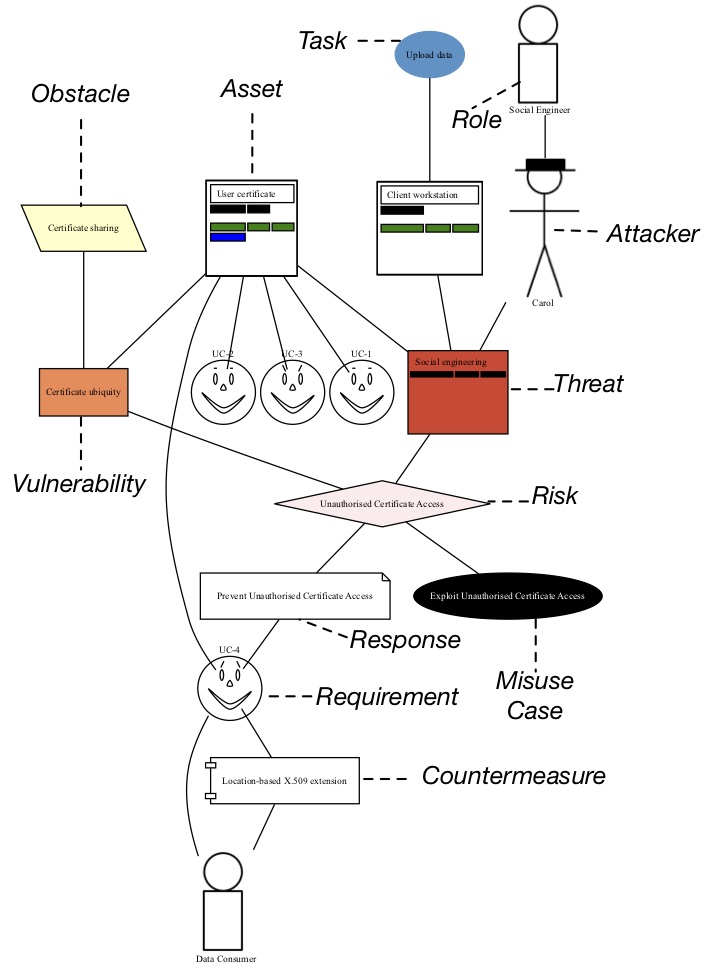 Task
Upload data
Social Engineer
Role
Obstacle
Asset
User certificate
Client workstation
Certificate sharing
Attacker
Carol
UC-2
UC-3
UC-1
Social engineering
Threat
Certificate ubiquity
Vulnerability
Unauthorised Certificate Access
Risk
Prevent Unauthorised Certificate Access
Exploit Unauthorised Certificate Access
Response
UC-4
Requirement
Misuse
Case
Location-based X.509 extension
Countermeasure
Data Consumer